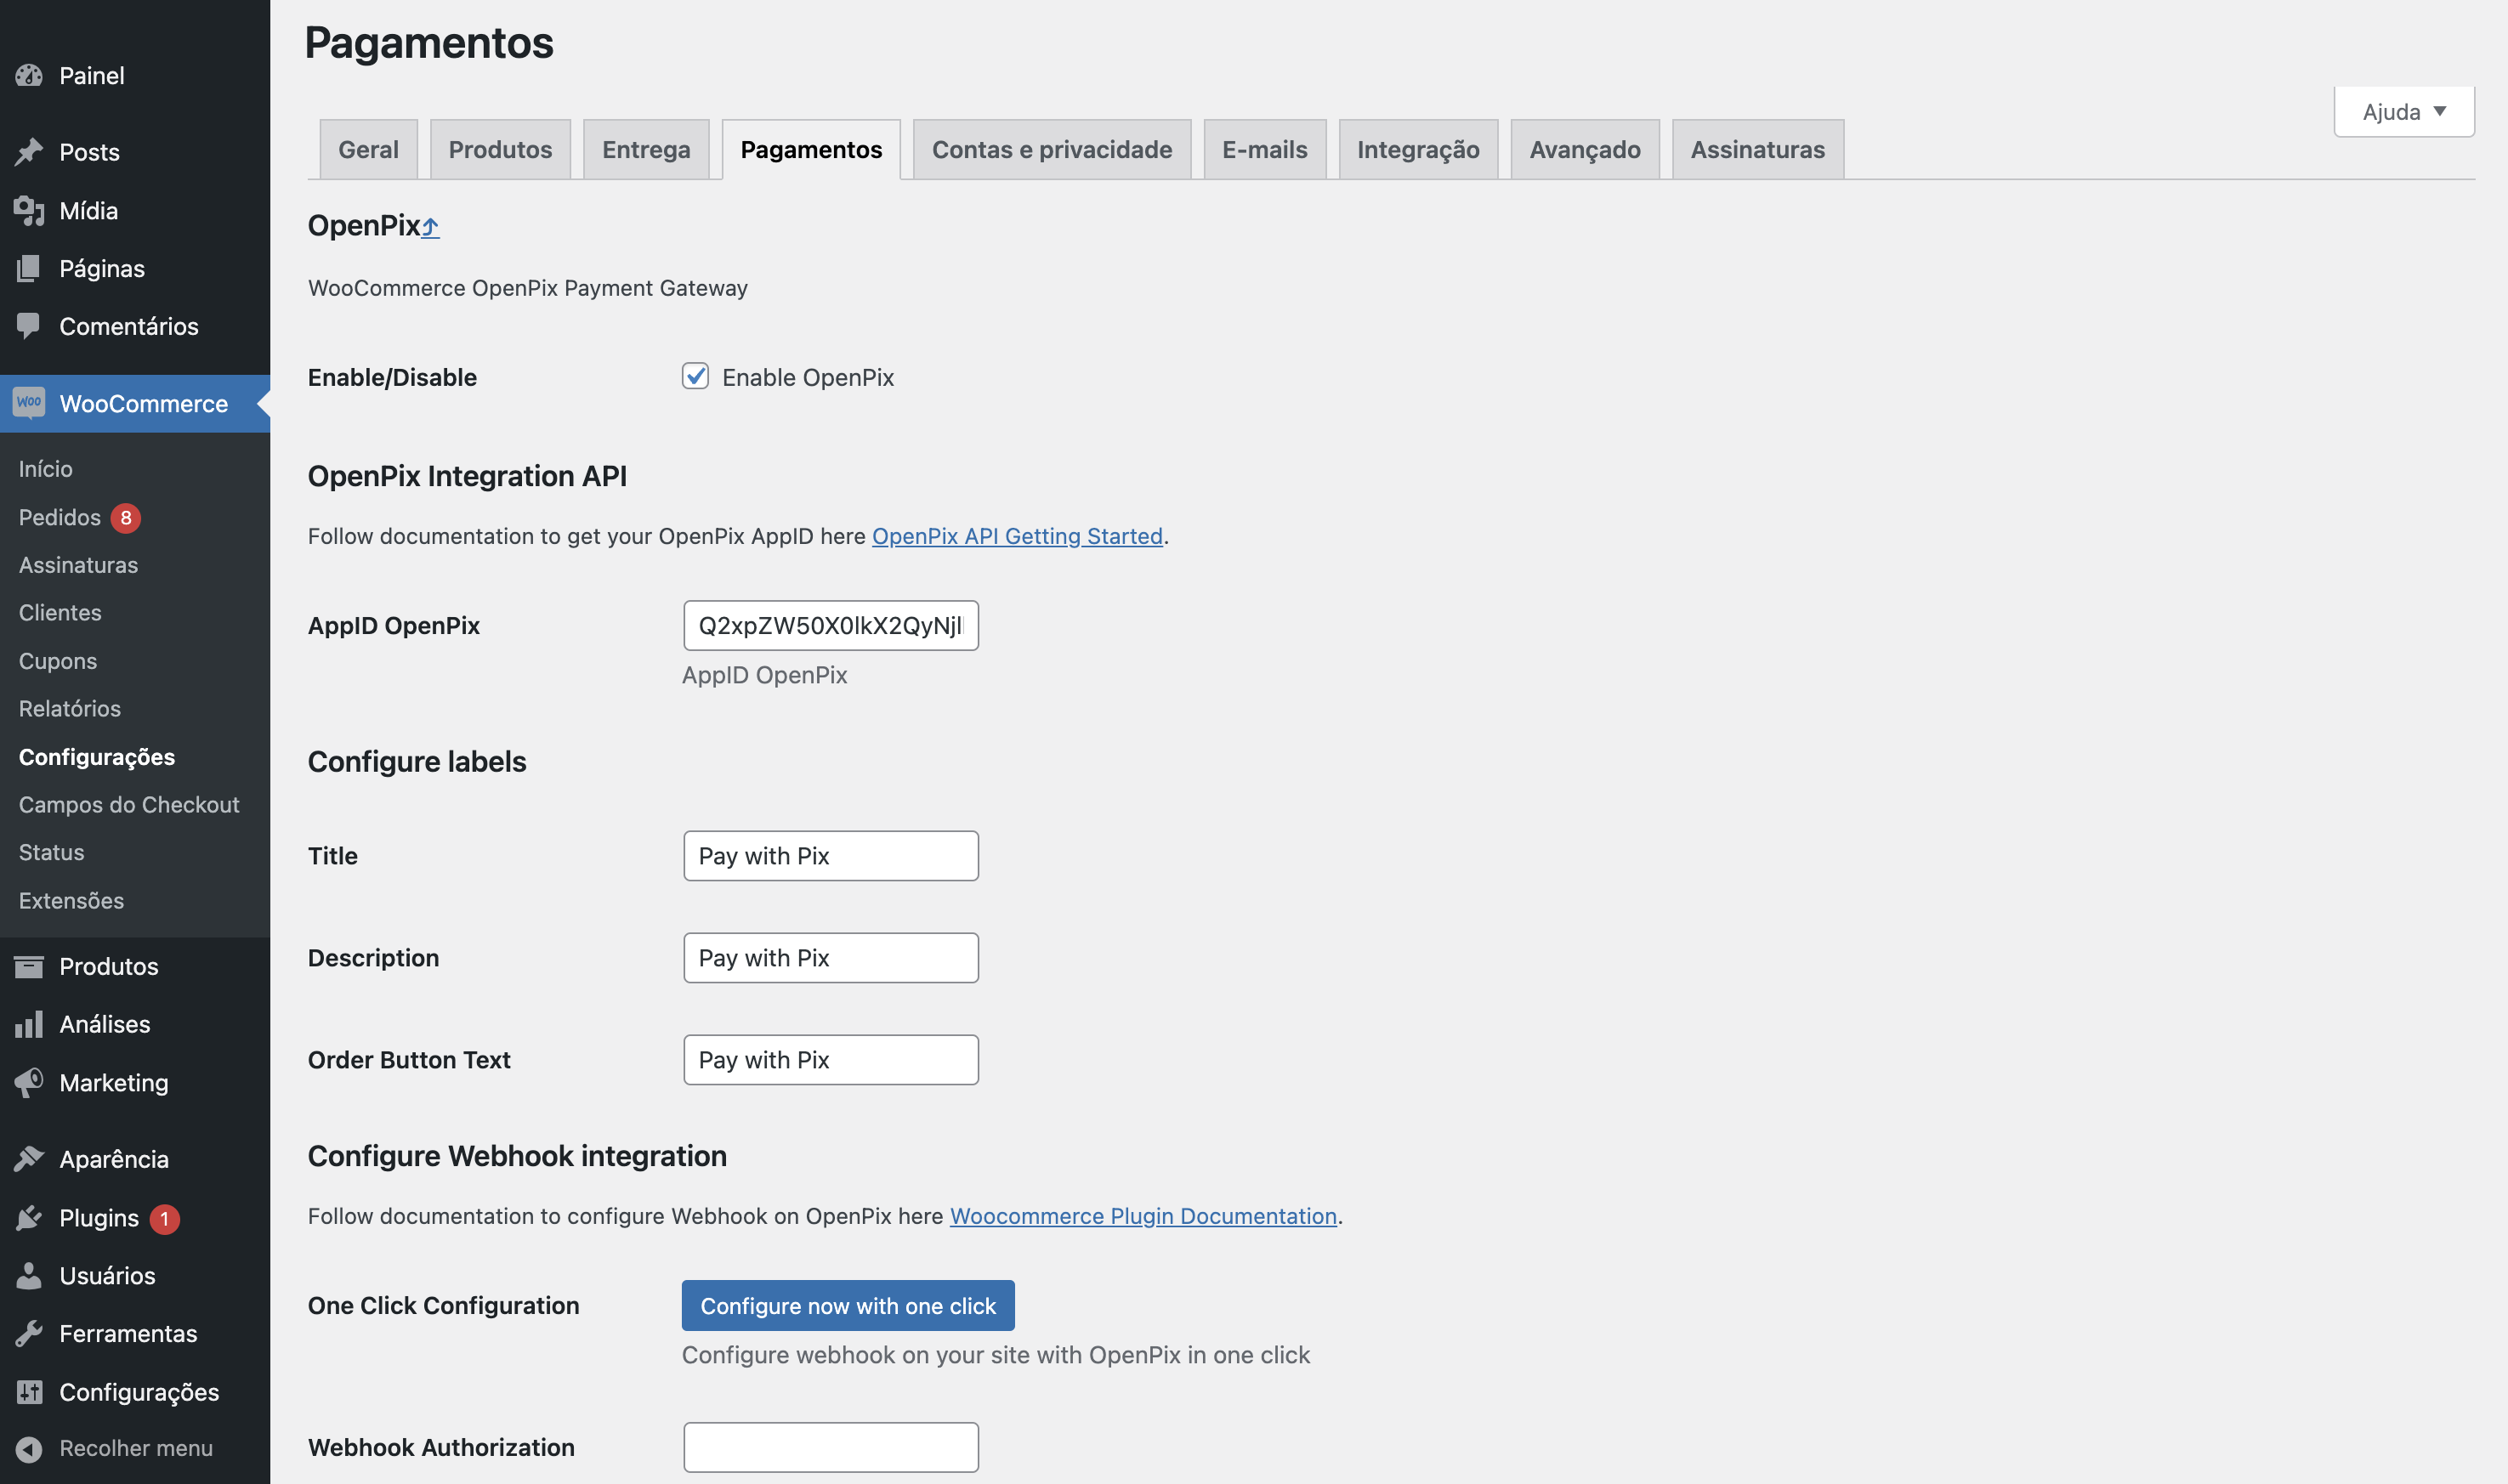 Painel
Posts
Mídia
Páginas
Comentários
Woo WooCommerce
Início
Pedidos 8
Assinaturas
Clientes
Cupons
Relatórios
Configurações
Campos do Checkout
Status
Extensões
Produtos
Análises
Marketing
Aparência
Plugins 1
Usuários
Ferramentas
Configurações
Recolher menu
Pagamentos
Ajuda
Geral Produtos Entrega Pagamentos Contas e privacidade E-mails Integração Avançado Assinaturas
OpenPix
WooCommerce OpenPix Payment Gateway
Enable/Disable Enable OpenPix
OpenPix Integration API
Follow documentation to get your OpenPix AppID here OpenPix API Getting Started.
AppID OpenPix
AppID OpenPix
Configure labels
Title Pay with Pix
Description Pay with Pix
Order Button Text Pay with Pix
Configure Webhook integration
Follow documentation to configure Webhook on OpenPix here Woocommerce Plugin Documentation.
One Click Configuration Configure now with one click
Configure webhook on your site with OpenPix in one click
Webhook Authorization